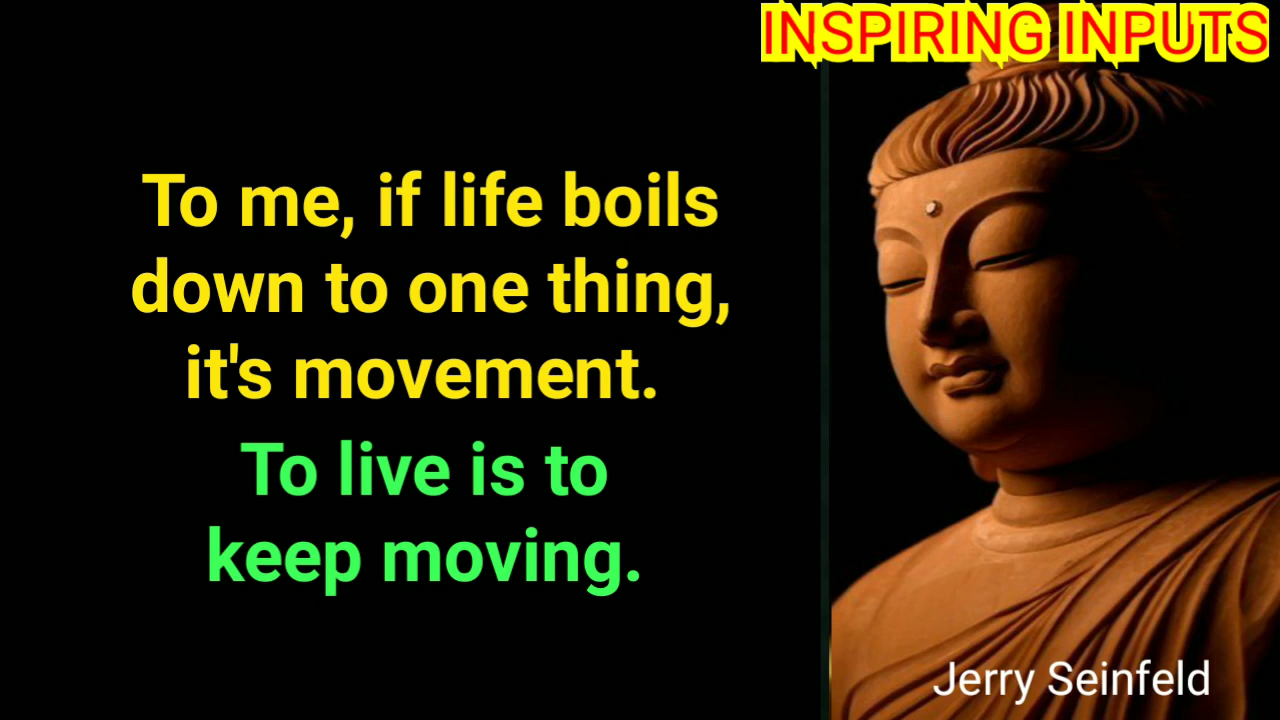 INSPIRING INPUTS
To me, if life boils
down to one thing,
it's movement.
To live is to
keep moving.
Jerry Seinfeld